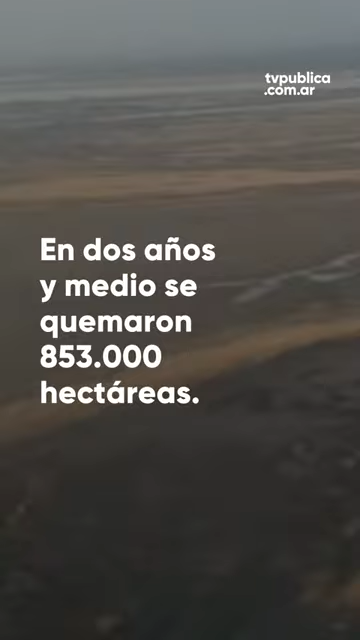 tvpublica
.com.ar
En dos años
y medio se
quemaron
853.000
hectáreas.